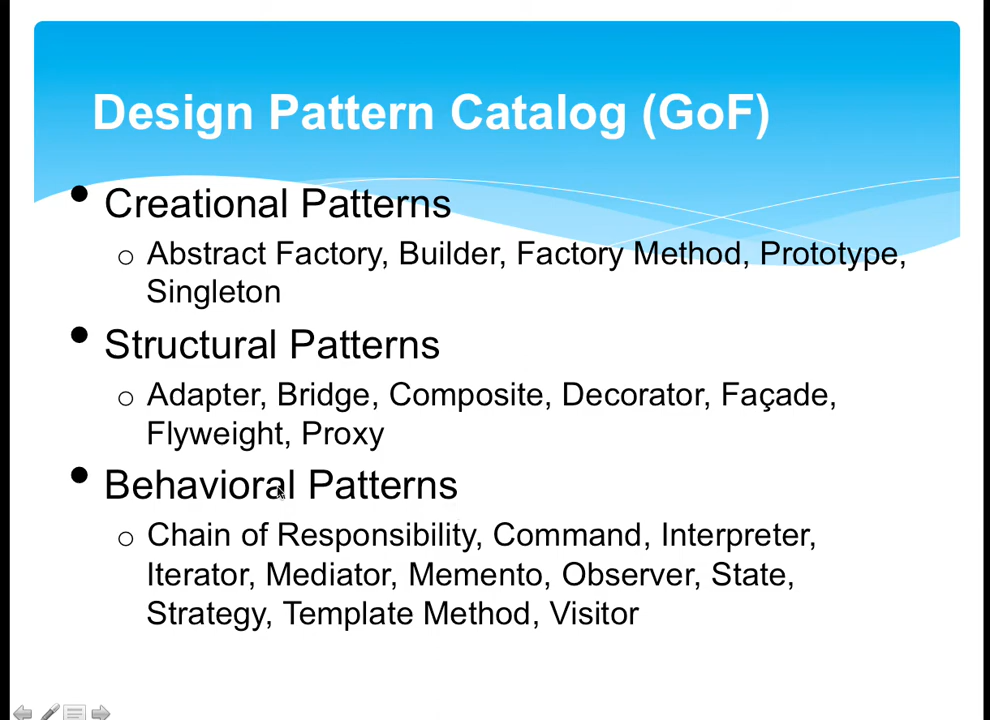 Design Pattern Catalog (GoF)
• Creational Patterns
o Abstract Factory, Builder, Factory Method, Prototype,
Singleton
• Structural Patterns
o Adapter, Bridge, Composite, Decorator, Façade,
Flyweight, Proxy
• Behavioral Patterns
o Chain of Responsibility, Command, Interpreter,
Iterator, Mediator, Memento, Observer, State,
Strategy, Template Method, Visitor